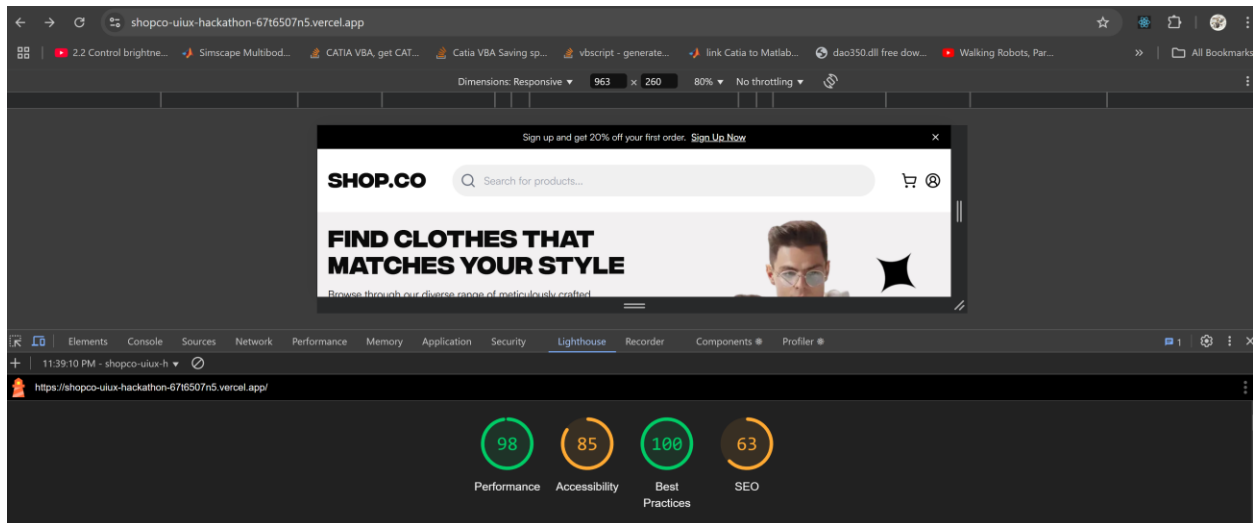 shopco-uiux-hackathon-67t6507n5.vercel.app
2.2 Control brightne... Simscape Multibod... CATIA VBA, get CAT... Catia VBA Saving sp... vbscript - generate... link Catia to Matlab... dao350.dll free dow... Walking Robots, Par... » All Bookmarks
Dimensions: Responsive 963 × 260 80% No throttling
Sign up and get 20% off your first order. Sign Up Now
SHOP.CO Search for products...
FIND CLOTHES THAT
MATCHES YOUR STYLE
Browse through our diverse range of meticulously crafted
Elements Console Sources Network Performance Memory Application Security Lighthouse Recorder Components Profiler 1
11:39:10 PM - shopco-uiux-h
https://shopco-uiux-hackathon-67t6507n5.vercel.app/
98 85 100 63
Performance Accessibility Best Practices SEO